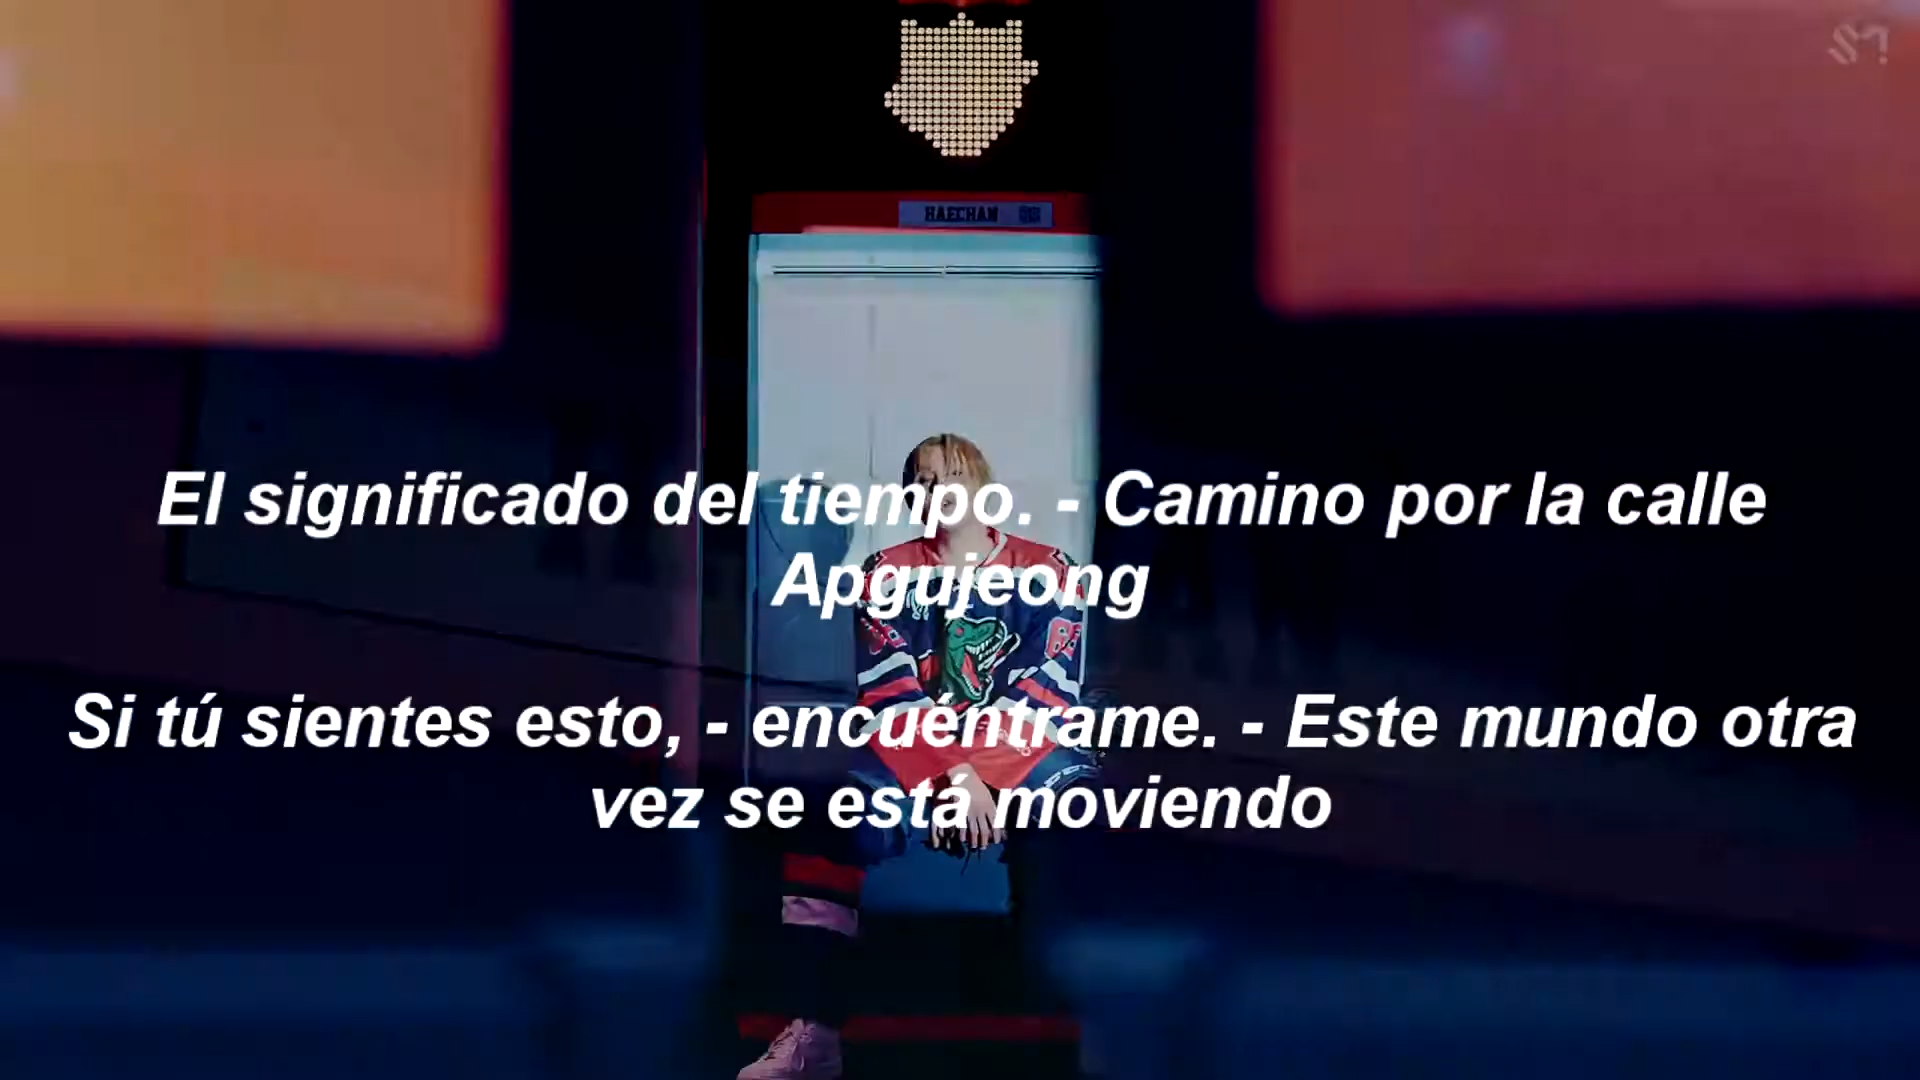 SM
HAECHAN
El significado del tiempo. - Camino por la calle
Apgujeong
Si tú sientes esto, - encuéntrame. - Este mundo otra
vez se está moviendo